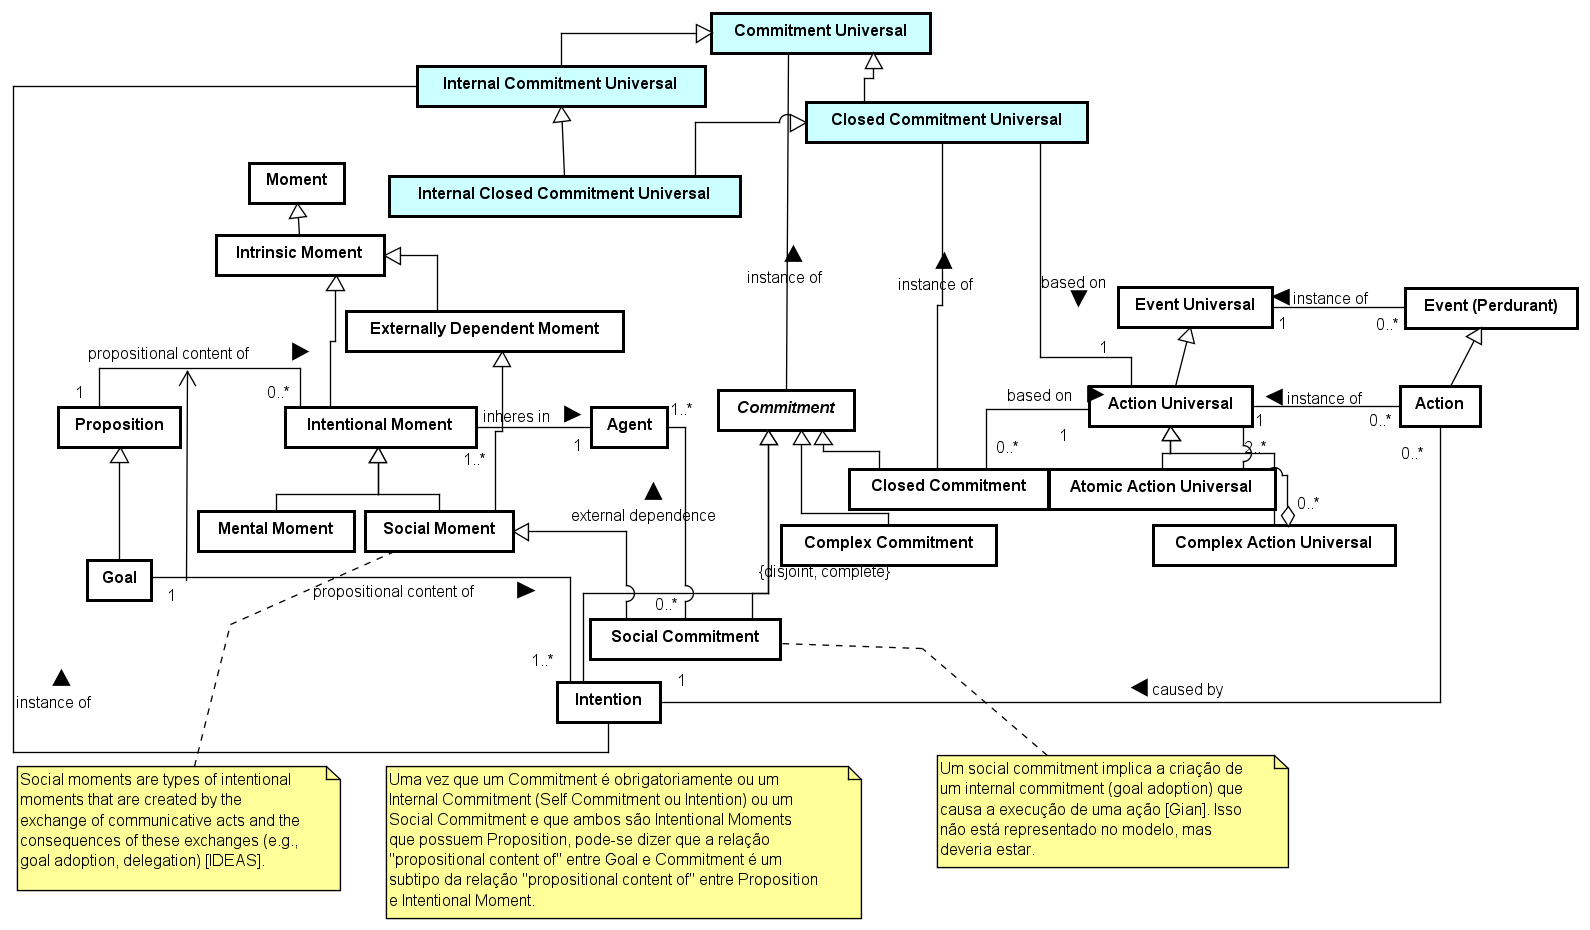 Commitment Universal
Internal Commitment Universal
Closed Commitment Universal
Moment
Internal Closed Commitment Universal
Intrinsic Moment
instance of
instance of
based on
Event Universal
instance of
Event (Perdurant)
1
0..*
Externally Dependent Moment
propositional content of
1
1
0..*
Commitment
based on
Action Universal
instance of
Action
Proposition
Intentional Moment
inheres in
Agent
1..*
1
0..*
1
1
0..*
1..*
0..*
2..*
Closed Commitment
Atomic Action Universal
0..*
Mental Moment
Social Moment
external dependence
Complex Commitment
Complex Action Universal
Goal
{disjoint, complete}
1
propositional content of
0..*
Social Commitment
1..*
1
instance of
Intention
caused by
Social moments are types of intentional
moments that are created by the
exchange of communicative acts and the
consequences of these exchanges (e.g.,
goal adoption, delegation) [IDEAS].
Uma vez que um Commitment é obrigatoriamente ou um
Internal Commitment (Self Commitment ou Intention) ou um
Social Commitment e que ambos são Intentional Moments
que possuem Proposition, pode-se dizer que a relação
"propositional content of" entre Goal e Commitment é um
subtipo da relação "propositional content of" entre Proposition
e Intentional Moment.
Um social commitment implica a criação de
um internal commitment (goal adoption) que
causa a execução de uma ação [Gian]. Isso
não está representado no modelo, mas
deveria estar.